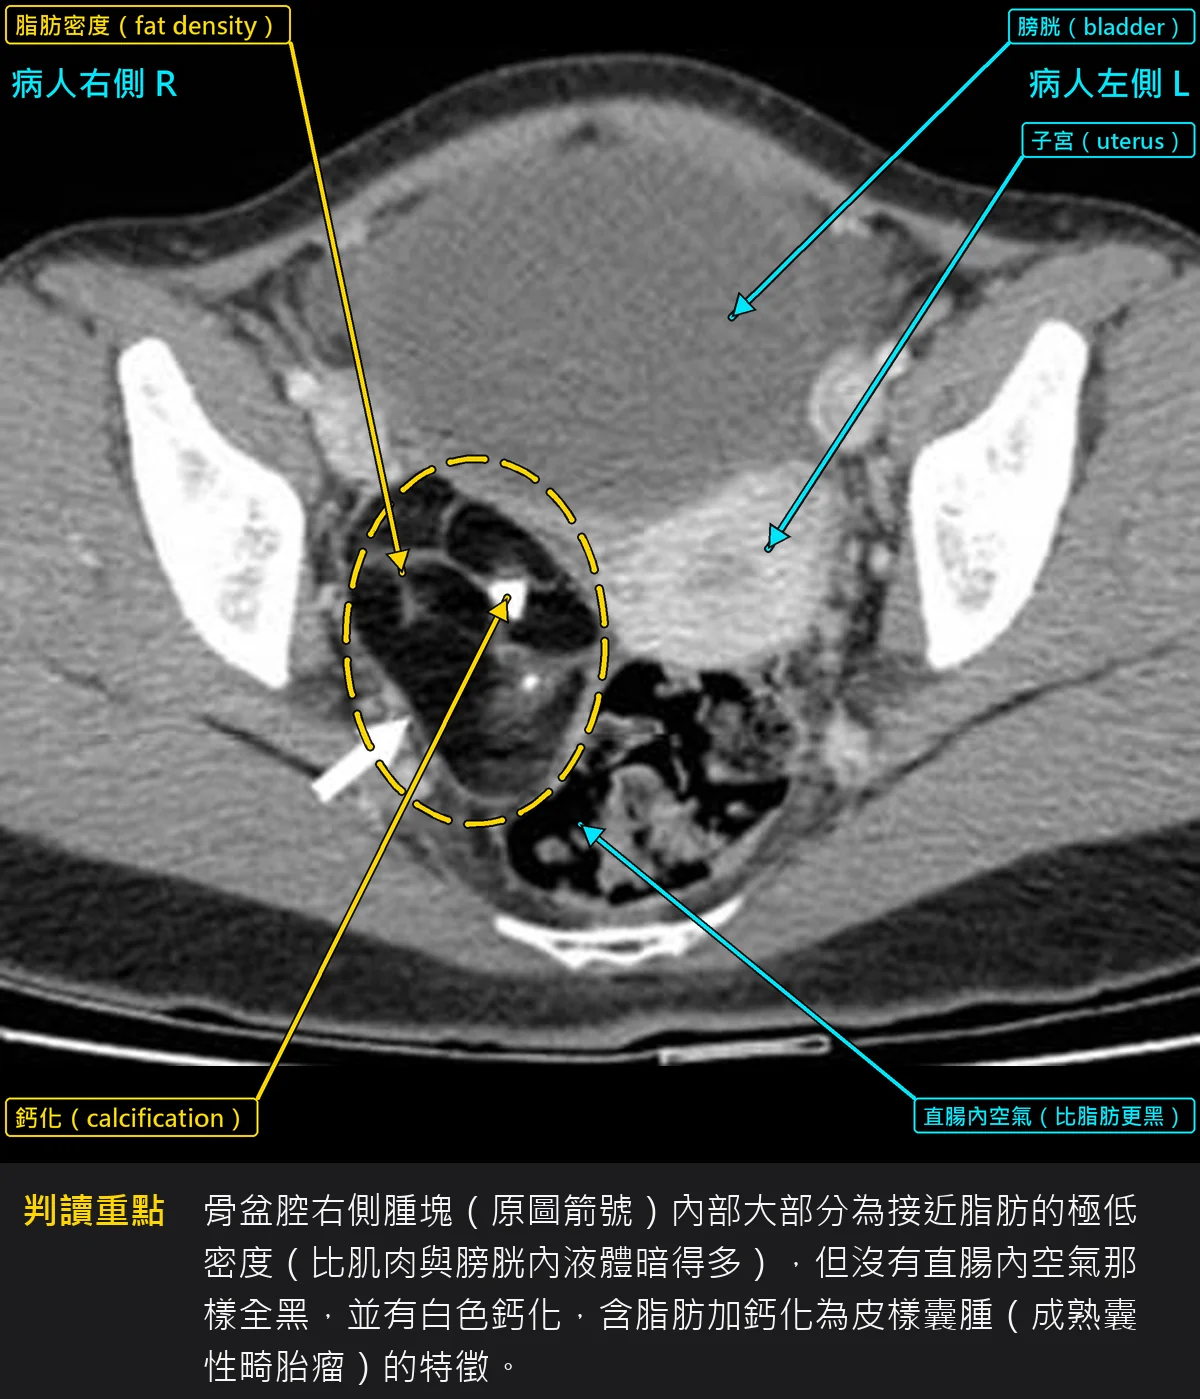 脂肪密度（fat density）
膀胱（bladder）
病人右側 R
病人左側 L
子宮（uterus）
鈣化（calcification）
直腸內空氣（比脂肪更黑）
判讀重點
骨盆腔右側腫塊（原圖箭號）內部大部分為接近脂肪的極低
密度（比肌肉與膀胱內液體暗得多），但沒有直腸內空氣那
樣全黑，並有白色鈣化，含脂肪加鈣化為皮樣囊腫（成熟囊
性畸胎瘤）的特徵。